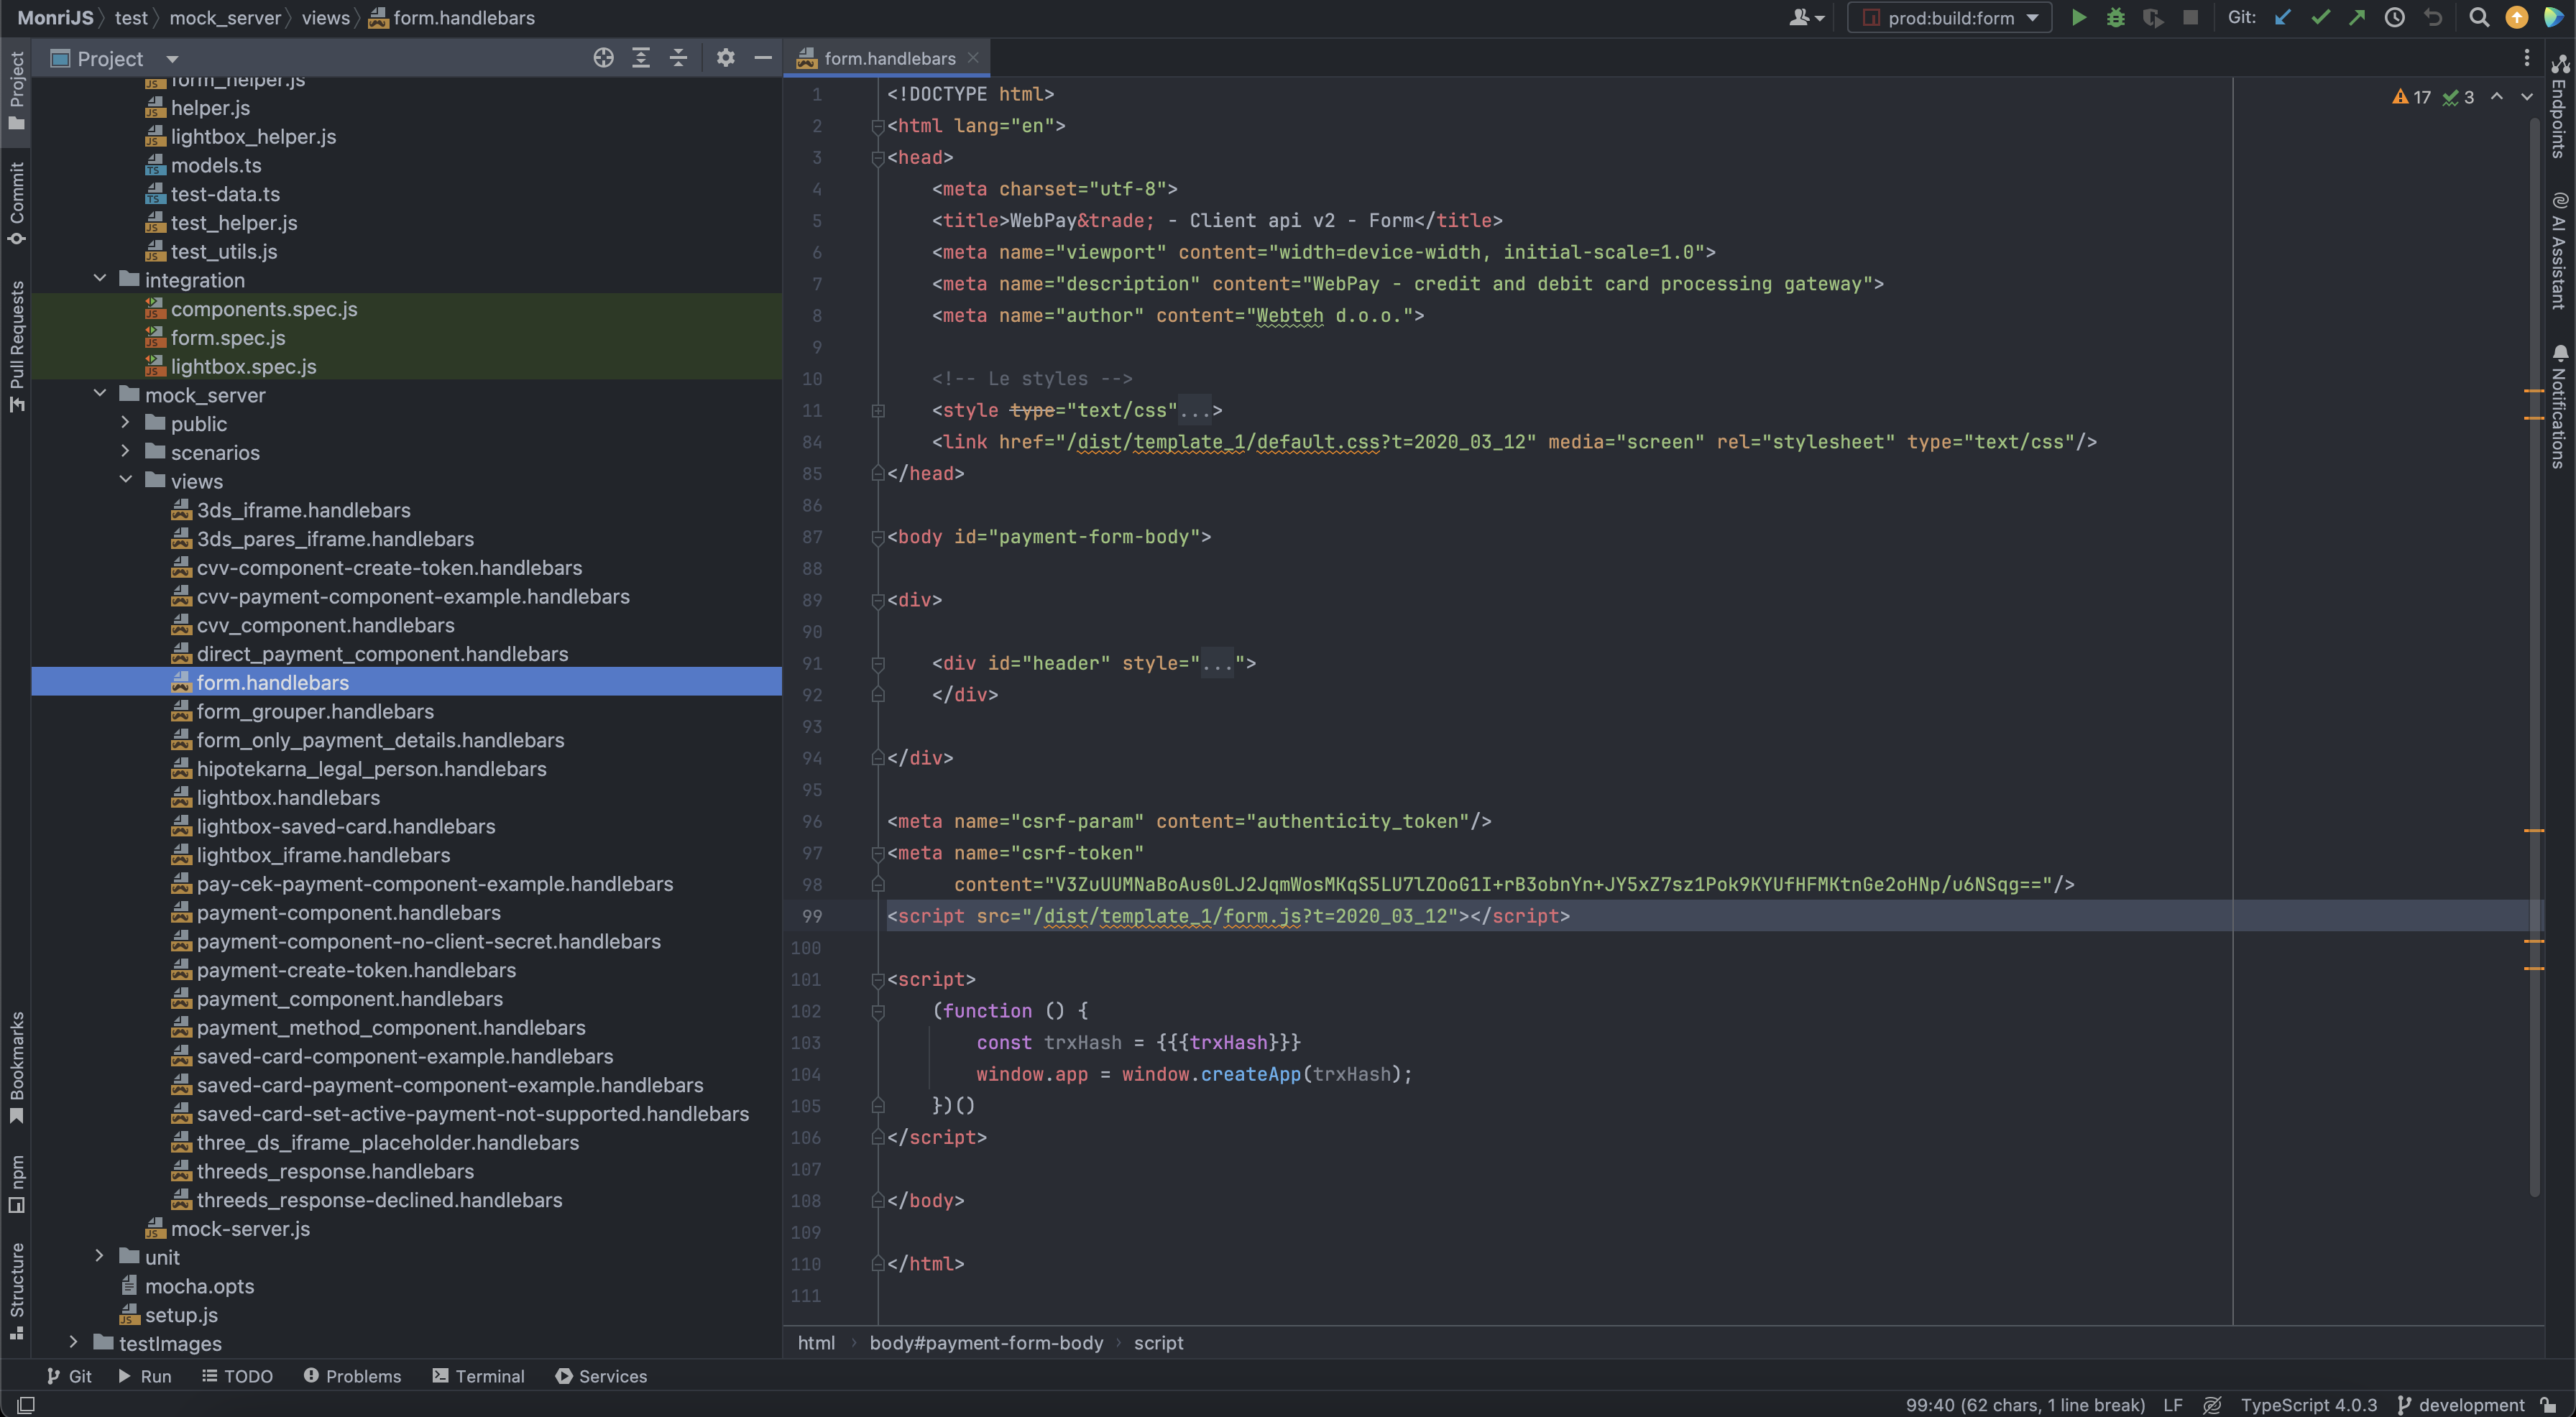 MonriJS 〉 test 〉 mock_server 〉 views 〉 form.handlebars
prod:build:form
Git:
Project
form.handlebars
form_helper.js
helper.js
lightbox_helper.js
models.ts
test-data.ts
test_helper.js
test_utils.js
integration
components.spec.js
form.spec.js
lightbox.spec.js
mock_server
public
scenarios
views
3ds_iframe.handlebars
3ds_pares_iframe.handlebars
cvv-component-create-token.handlebars
cvv-payment-component-example.handlebars
cvv_component.handlebars
direct_payment_component.handlebars
form.handlebars
form_grouper.handlebars
form_only_payment_details.handlebars
hipotekarna_legal_person.handlebars
lightbox.handlebars
lightbox-saved-card.handlebars
lightbox_iframe.handlebars
pay-cek-payment-component-example.handlebars
payment-component.handlebars
payment-component-no-client-secret.handlebars
payment-create-token.handlebars
payment_component.handlebars
payment_method_component.handlebars
saved-card-component-example.handlebars
saved-card-payment-component-example.handlebars
saved-card-set-active-payment-not-supported.handlebars
three_ds_iframe_placeholder.handlebars
threeds_response.handlebars
threeds_response-declined.handlebars
mock-server.js
unit
mocha.opts
setup.js
testImages
Project
Commit
Pull Requests
Bookmarks
npm
Structure
17 3
1 <!DOCTYPE html>
2 <html lang="en">
3 <head>
4 <meta charset="utf-8">
5 <title>WebPay&trade; - Client api v2 - Form</title>
6 <meta name="viewport" content="width=device-width, initial-scale=1.0">
7 <meta name="description" content="WebPay - credit and debit card processing gateway">
8 <meta name="author" content="Webteh d.o.o.">
9
10 <!-- Le styles -->
11 <style type="text/css"...>
84 <link href="/dist/template_1/default.css?t=2020_03_12" media="screen" rel="stylesheet" type="text/css"/>
85 </head>
86
87 <body id="payment-form-body">
88
89 <div>
90
91 <div id="header" style="...">
92 </div>
93
94 </div>
95
96 <meta name="csrf-param" content="authenticity_token"/>
97 <meta name="csrf-token"
98 content="V3ZuUUMNaBoAus0LJ2JqmWosMKqS5LU7lZOoG1I+rB3obnYn+JY5xZ7sz1Pok9KYUfHFMKtnGe2oHNp/u6NSqg=="/>
99 <script src="/dist/template_1/form.js?t=2020_03_12"></script>
100
101 <script>
102 (function () {
103 const trxHash = {{{trxHash}}}
104 window.app = window.createApp(trxHash);
105 })()
106 </script>
107
108 </body>
109
110 </html>
111
Endpoints
AI Assistant
Notifications
html › body#payment-form-body › script
Git Run TODO Problems Terminal Services
99:40 (62 chars, 1 line break) LF TypeScript 4.0.3 development